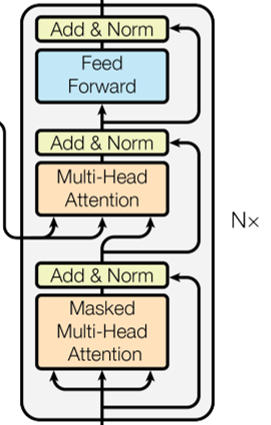 Add & Norm
Feed
Forward
Add & Norm
Multi-Head
Attention
N×
Add & Norm
Masked
Multi-Head
Attention